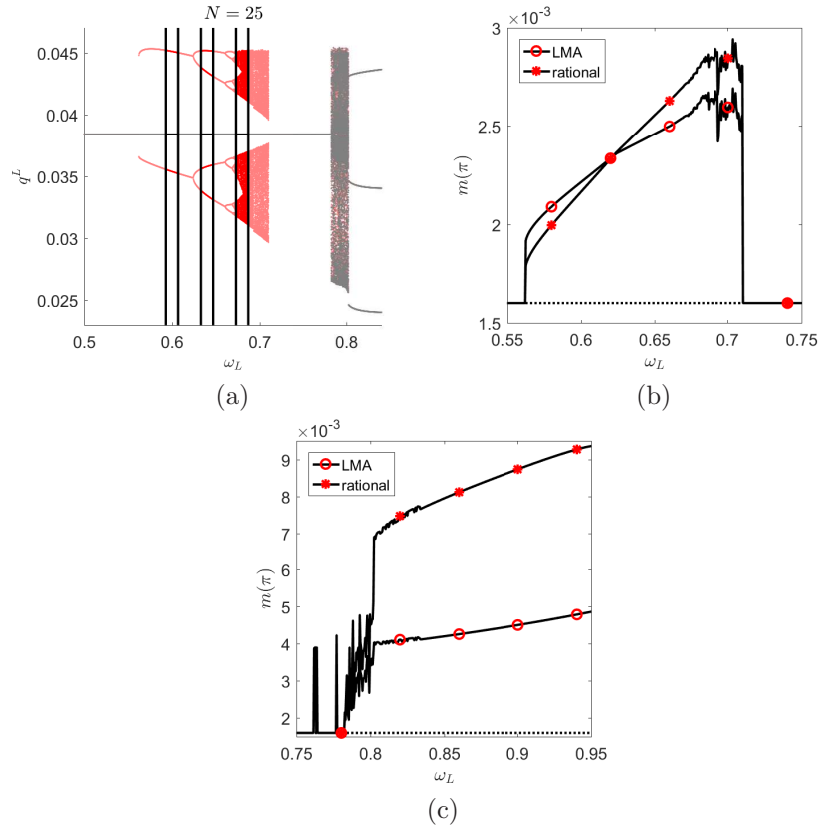 N = 25
0.045
0.04
0.035
0.03
0.025
q^L
0.5
0.6
0.7
0.8
ω_L
(a)
×10^-3
3
2.5
2
1.5
m(π)
LMA
rational
0.55
0.6
0.65
0.7
0.75
ω_L
(b)
×10^-3
9
8
7
6
5
4
3
2
m(π)
LMA
rational
0.75
0.8
0.85
0.9
0.95
ω_L
(c)